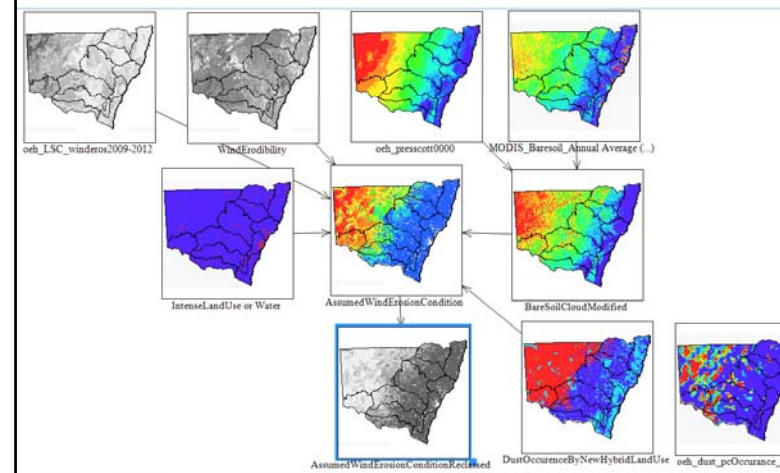 oeh_LSC_winderos2009-2012
WindErodibility
oeh_presscott0000
MODIS_Baresoil_Annual Average (...)
IntenseLandUse or Water
AssumedWindErosionCondition
BareSoilCloudModified
AssumedWindErosionConditionReclassed
DustOccurenceByNewHybridLandUse
oeh_dust_pcOccurance_